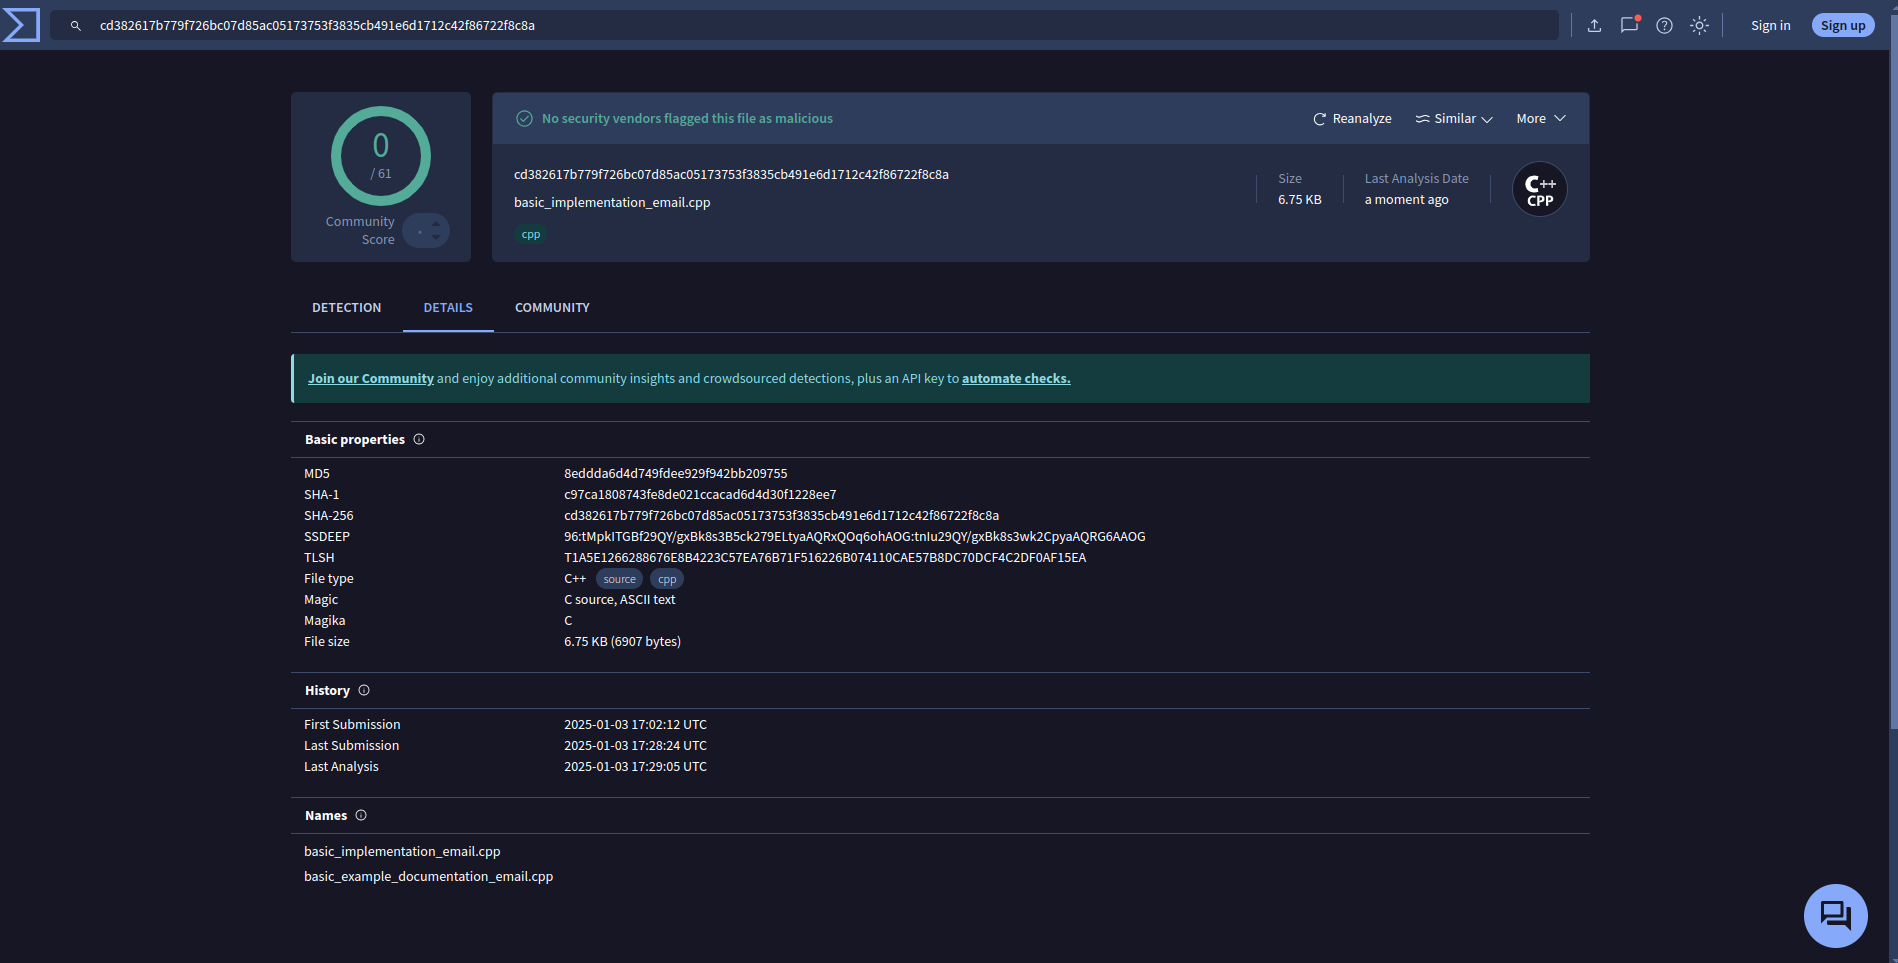 cd382617b779f726bc07d85ac05173753f3835cb491e6d1712c42f86722f8c8a
Sign in
Sign up
0
/ 61
Community
Score
No security vendors flagged this file as malicious
Reanalyze
Similar
More
cd382617b779f726bc07d85ac05173753f3835cb491e6d1712c42f86722f8c8a
basic_implementation_email.cpp
cpp
Size
6.75 KB
Last Analysis Date
a moment ago
C++
CPP
DETECTION
DETAILS
COMMUNITY
Join our Community and enjoy additional community insights and crowdsourced detections, plus an API key to automate checks.
Basic properties
MD5 8eddda6d4d749fdee929f942bb209755
SHA-1 c97ca1808743fe8de021ccacad6d4d30f1228ee7
SHA-256 cd382617b779f726bc07d85ac05173753f3835cb491e6d1712c42f86722f8c8a
SSDEEP 96:tMpkITGBf29QY/gxBk8s3B5ck279ELtyaAQRxQOq6ohAOG:tnIu29QY/gxBk8s3wk2CpyaAQRG6AAOG
TLSH T1A5E1266288676E8B4223C57EA76B71F516226B074110CAE57B8DC70DCF4C2DF0AF15EA
File type C++ source cpp
Magic C source, ASCII text
Magika C
File size 6.75 KB (6907 bytes)
History
First Submission 2025-01-03 17:02:12 UTC
Last Submission 2025-01-03 17:28:24 UTC
Last Analysis 2025-01-03 17:29:05 UTC
Names
basic_implementation_email.cpp
basic_example_documentation_email.cpp